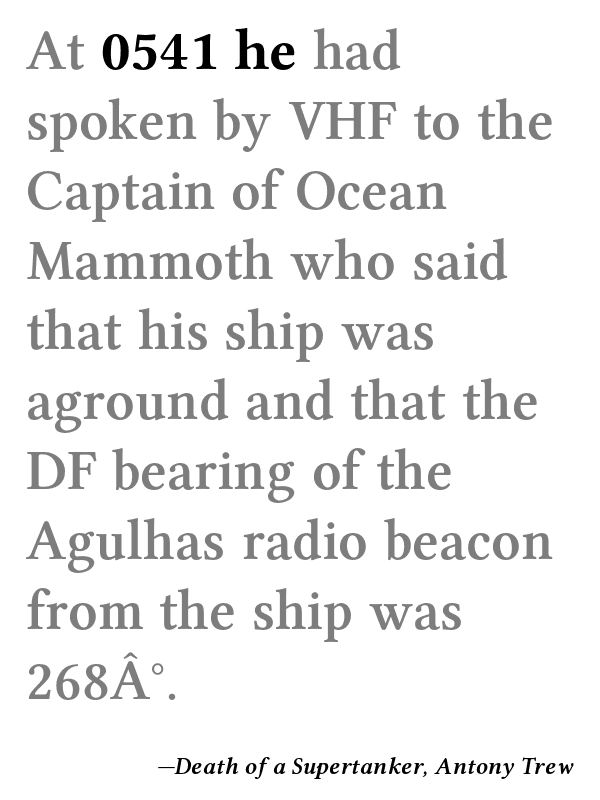 At 0541 he had
spoken by VHF to the
Captain of Ocean
Mammoth who said
that his ship was
aground and that the
DF bearing of the
Agulhas radio beacon
from the ship was
268Â°.
—Death of a Supertanker, Antony Trew